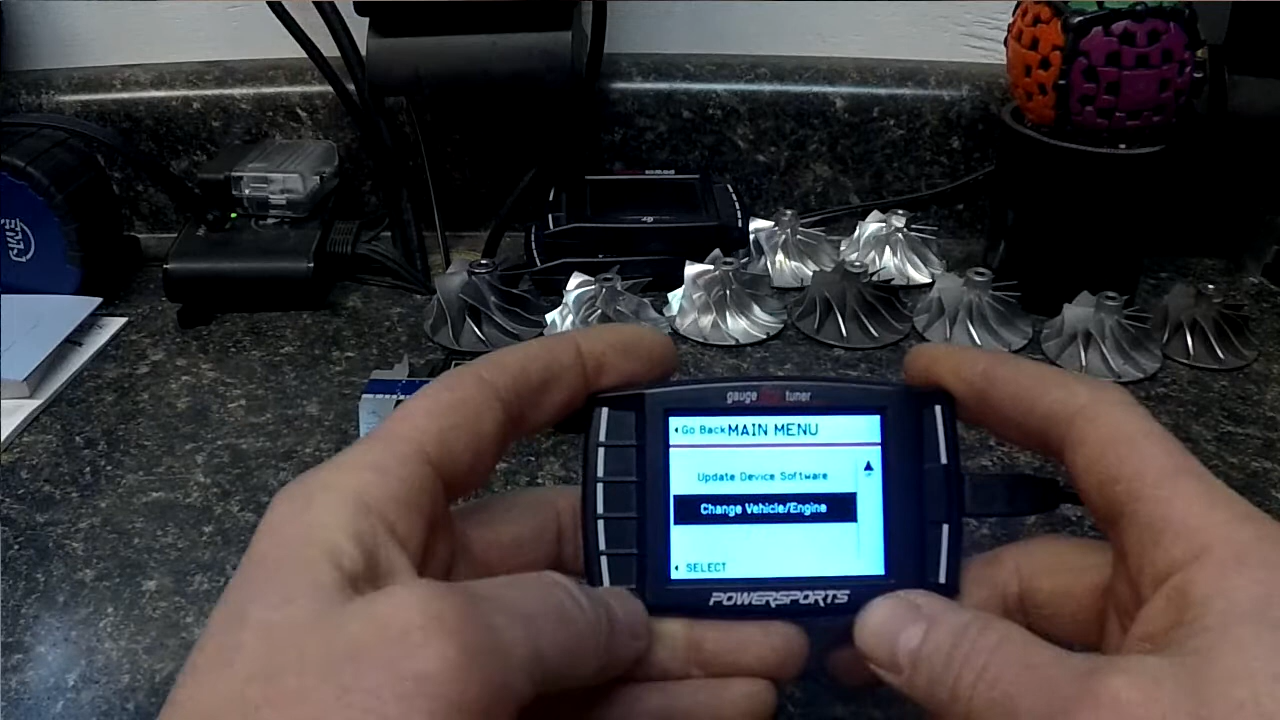 gauge tuner
Go Back MAIN MENU
Update Device Software
Change Vehicle/Engine
SELECT
POWERSPORTS